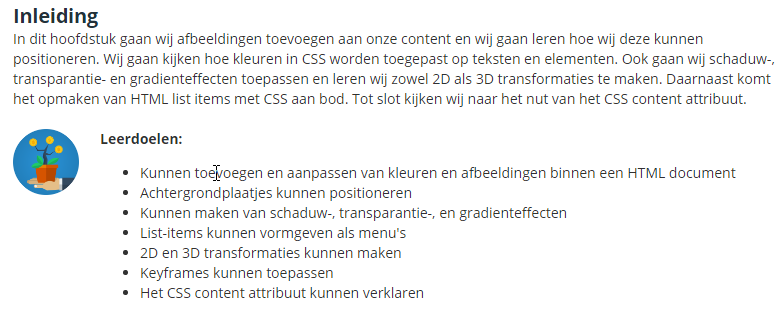 Inleiding
In dit hoofdstuk gaan wij afbeeldingen toevoegen aan onze content en wij gaan leren hoe wij deze kunnen
positioneren. Wij gaan kijken hoe kleuren in CSS worden toegepast op teksten en elementen. Ook gaan wij schaduw-,
transparantie- en gradienteffecten toepassen en leren wij zowel 2D als 3D transformaties te maken. Daarnaast komt
het opmaken van HTML list items met CSS aan bod. Tot slot kijken wij naar het nut van het CSS content attribuut.
Leerdoelen:
• Kunnen toevoegen en aanpassen van kleuren en afbeeldingen binnen een HTML document
• Achtergrondplaatjes kunnen positioneren
• Kunnen maken van schaduw-, transparantie-, en gradienteffecten
• List-items kunnen vormgeven als menu's
• 2D en 3D transformaties kunnen maken
• Keyframes kunnen toepassen
• Het CSS content attribuut kunnen verklaren